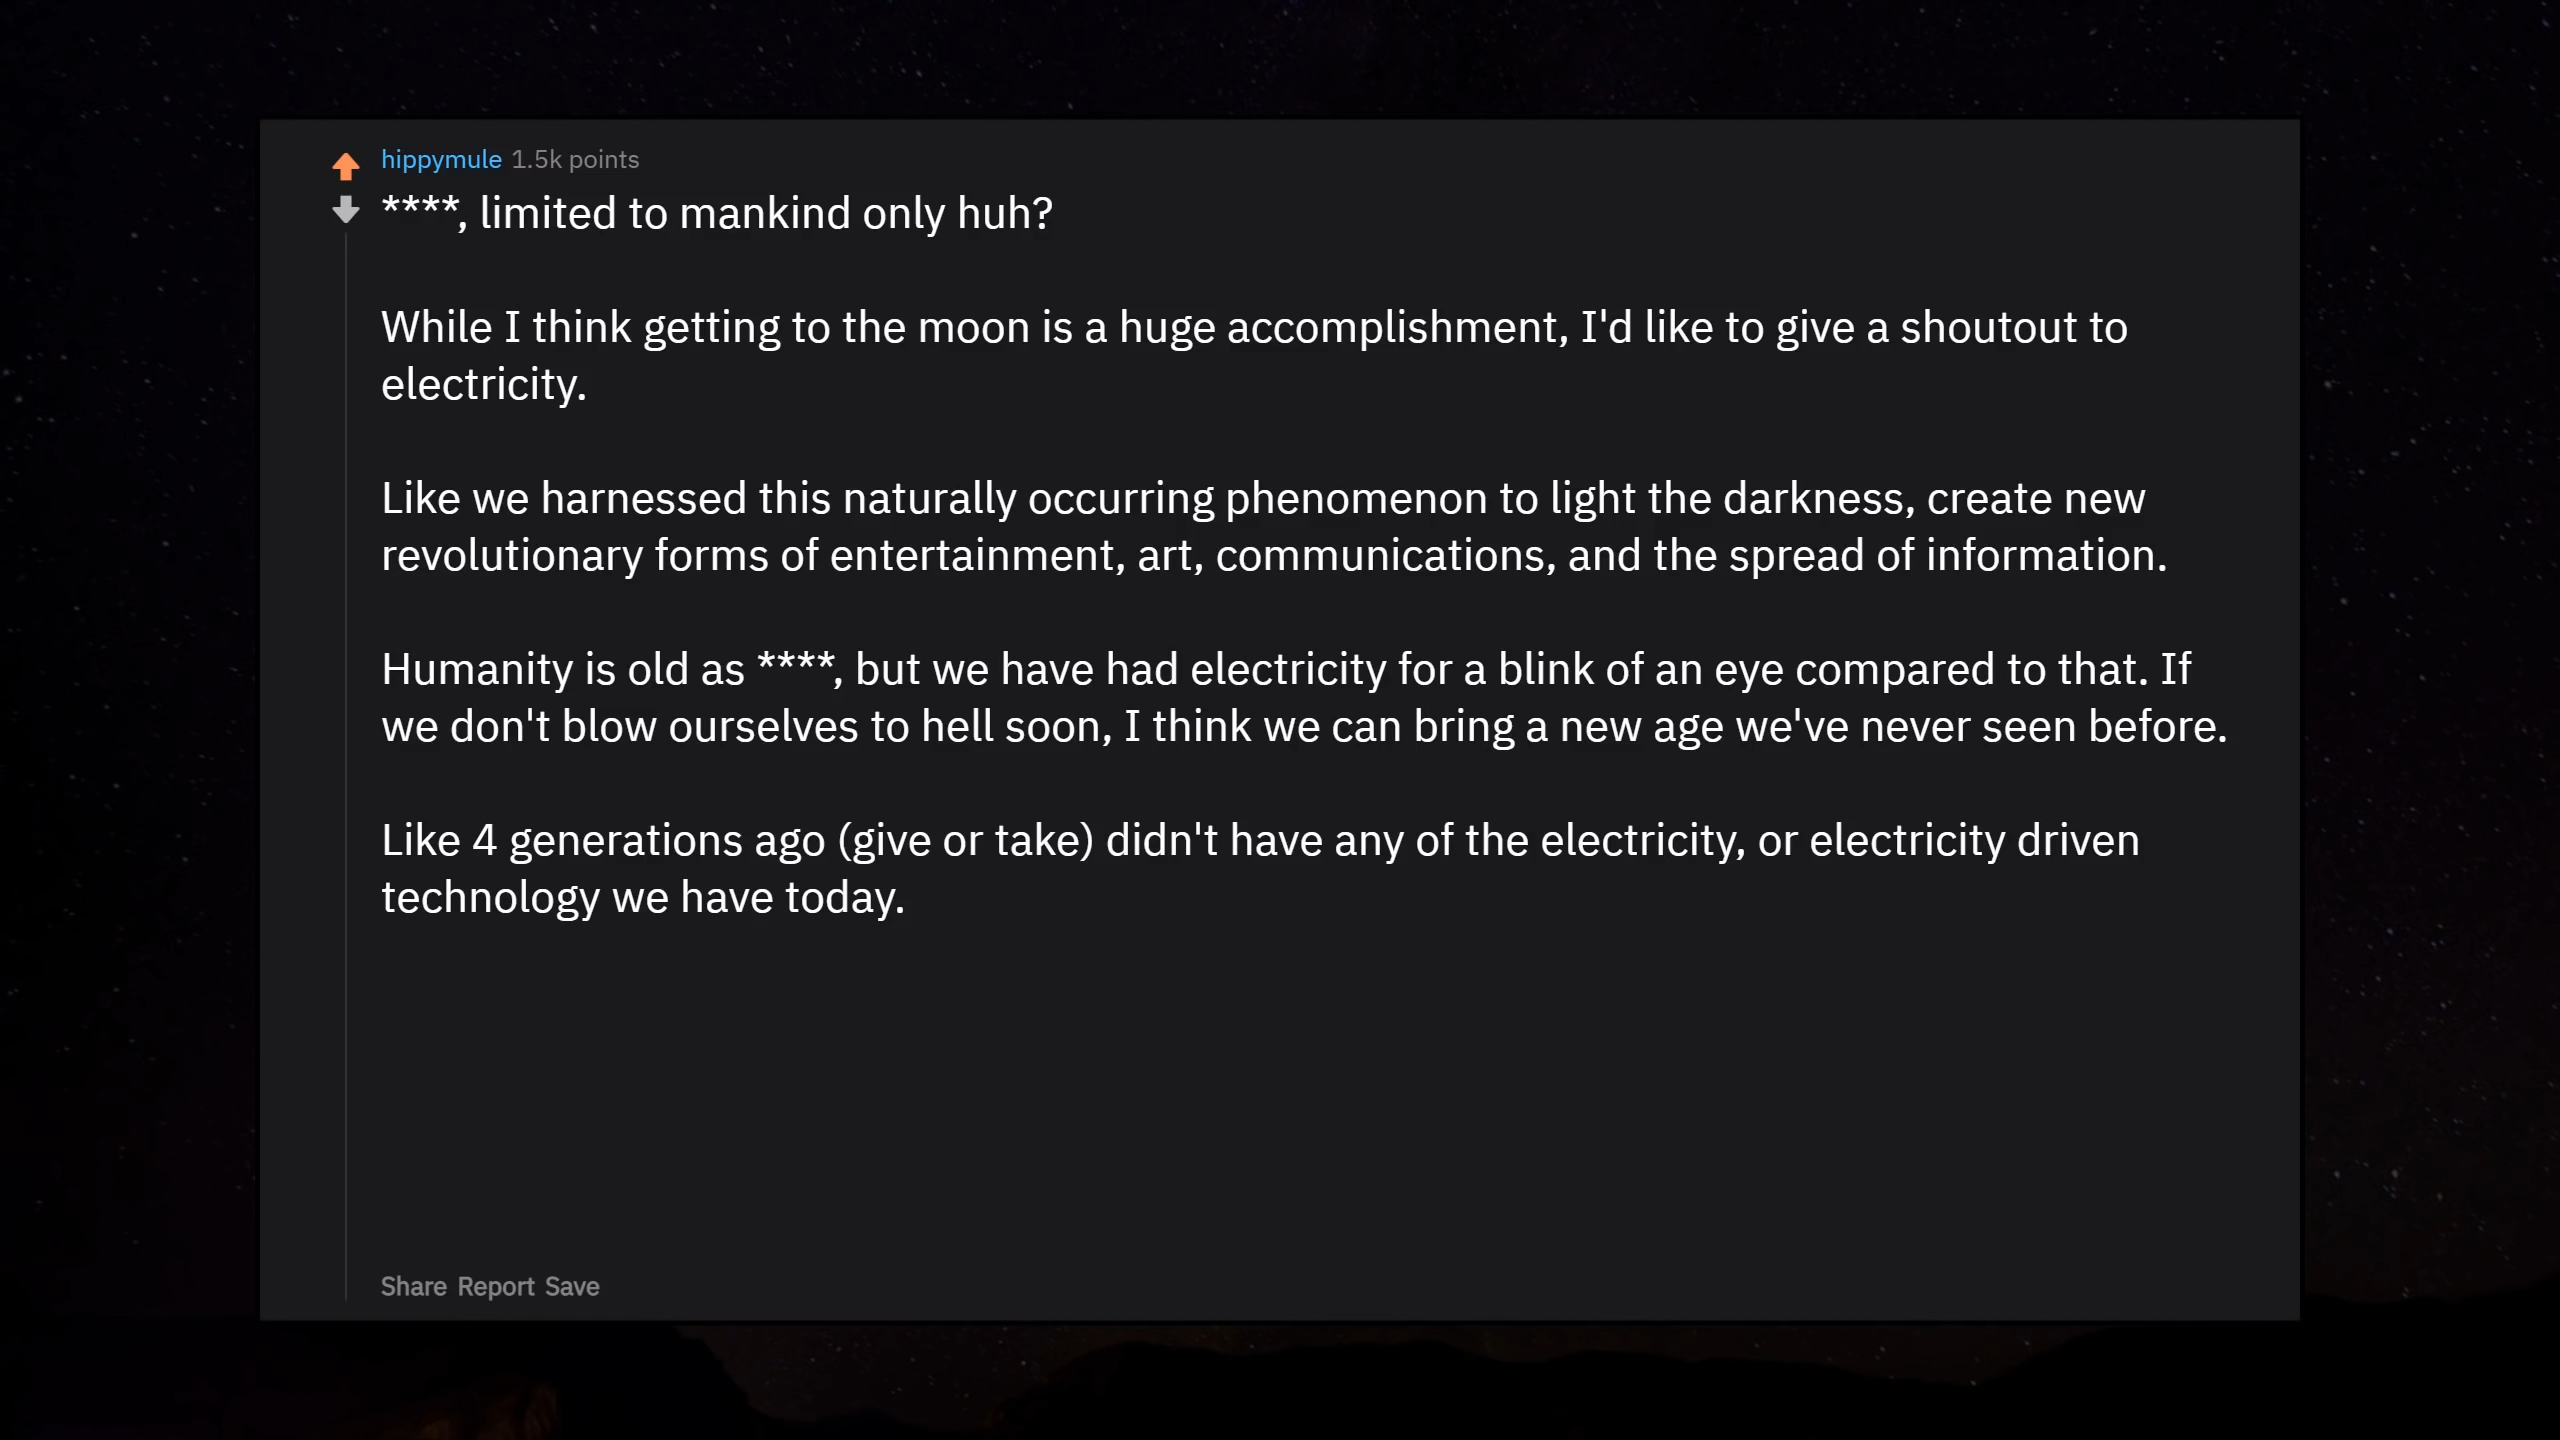 hippymule 1.5k points
****, limited to mankind only huh?
While I think getting to the moon is a huge accomplishment, I'd like to give a shoutout to
electricity.
Like we harnessed this naturally occurring phenomenon to light the darkness, create new
revolutionary forms of entertainment, art, communications, and the spread of information.
Humanity is old as ****, but we have had electricity for a blink of an eye compared to that. If
we don't blow ourselves to hell soon, I think we can bring a new age we've never seen before.
Like 4 generations ago (give or take) didn't have any of the electricity, or electricity driven
technology we have today.
Share Report Save